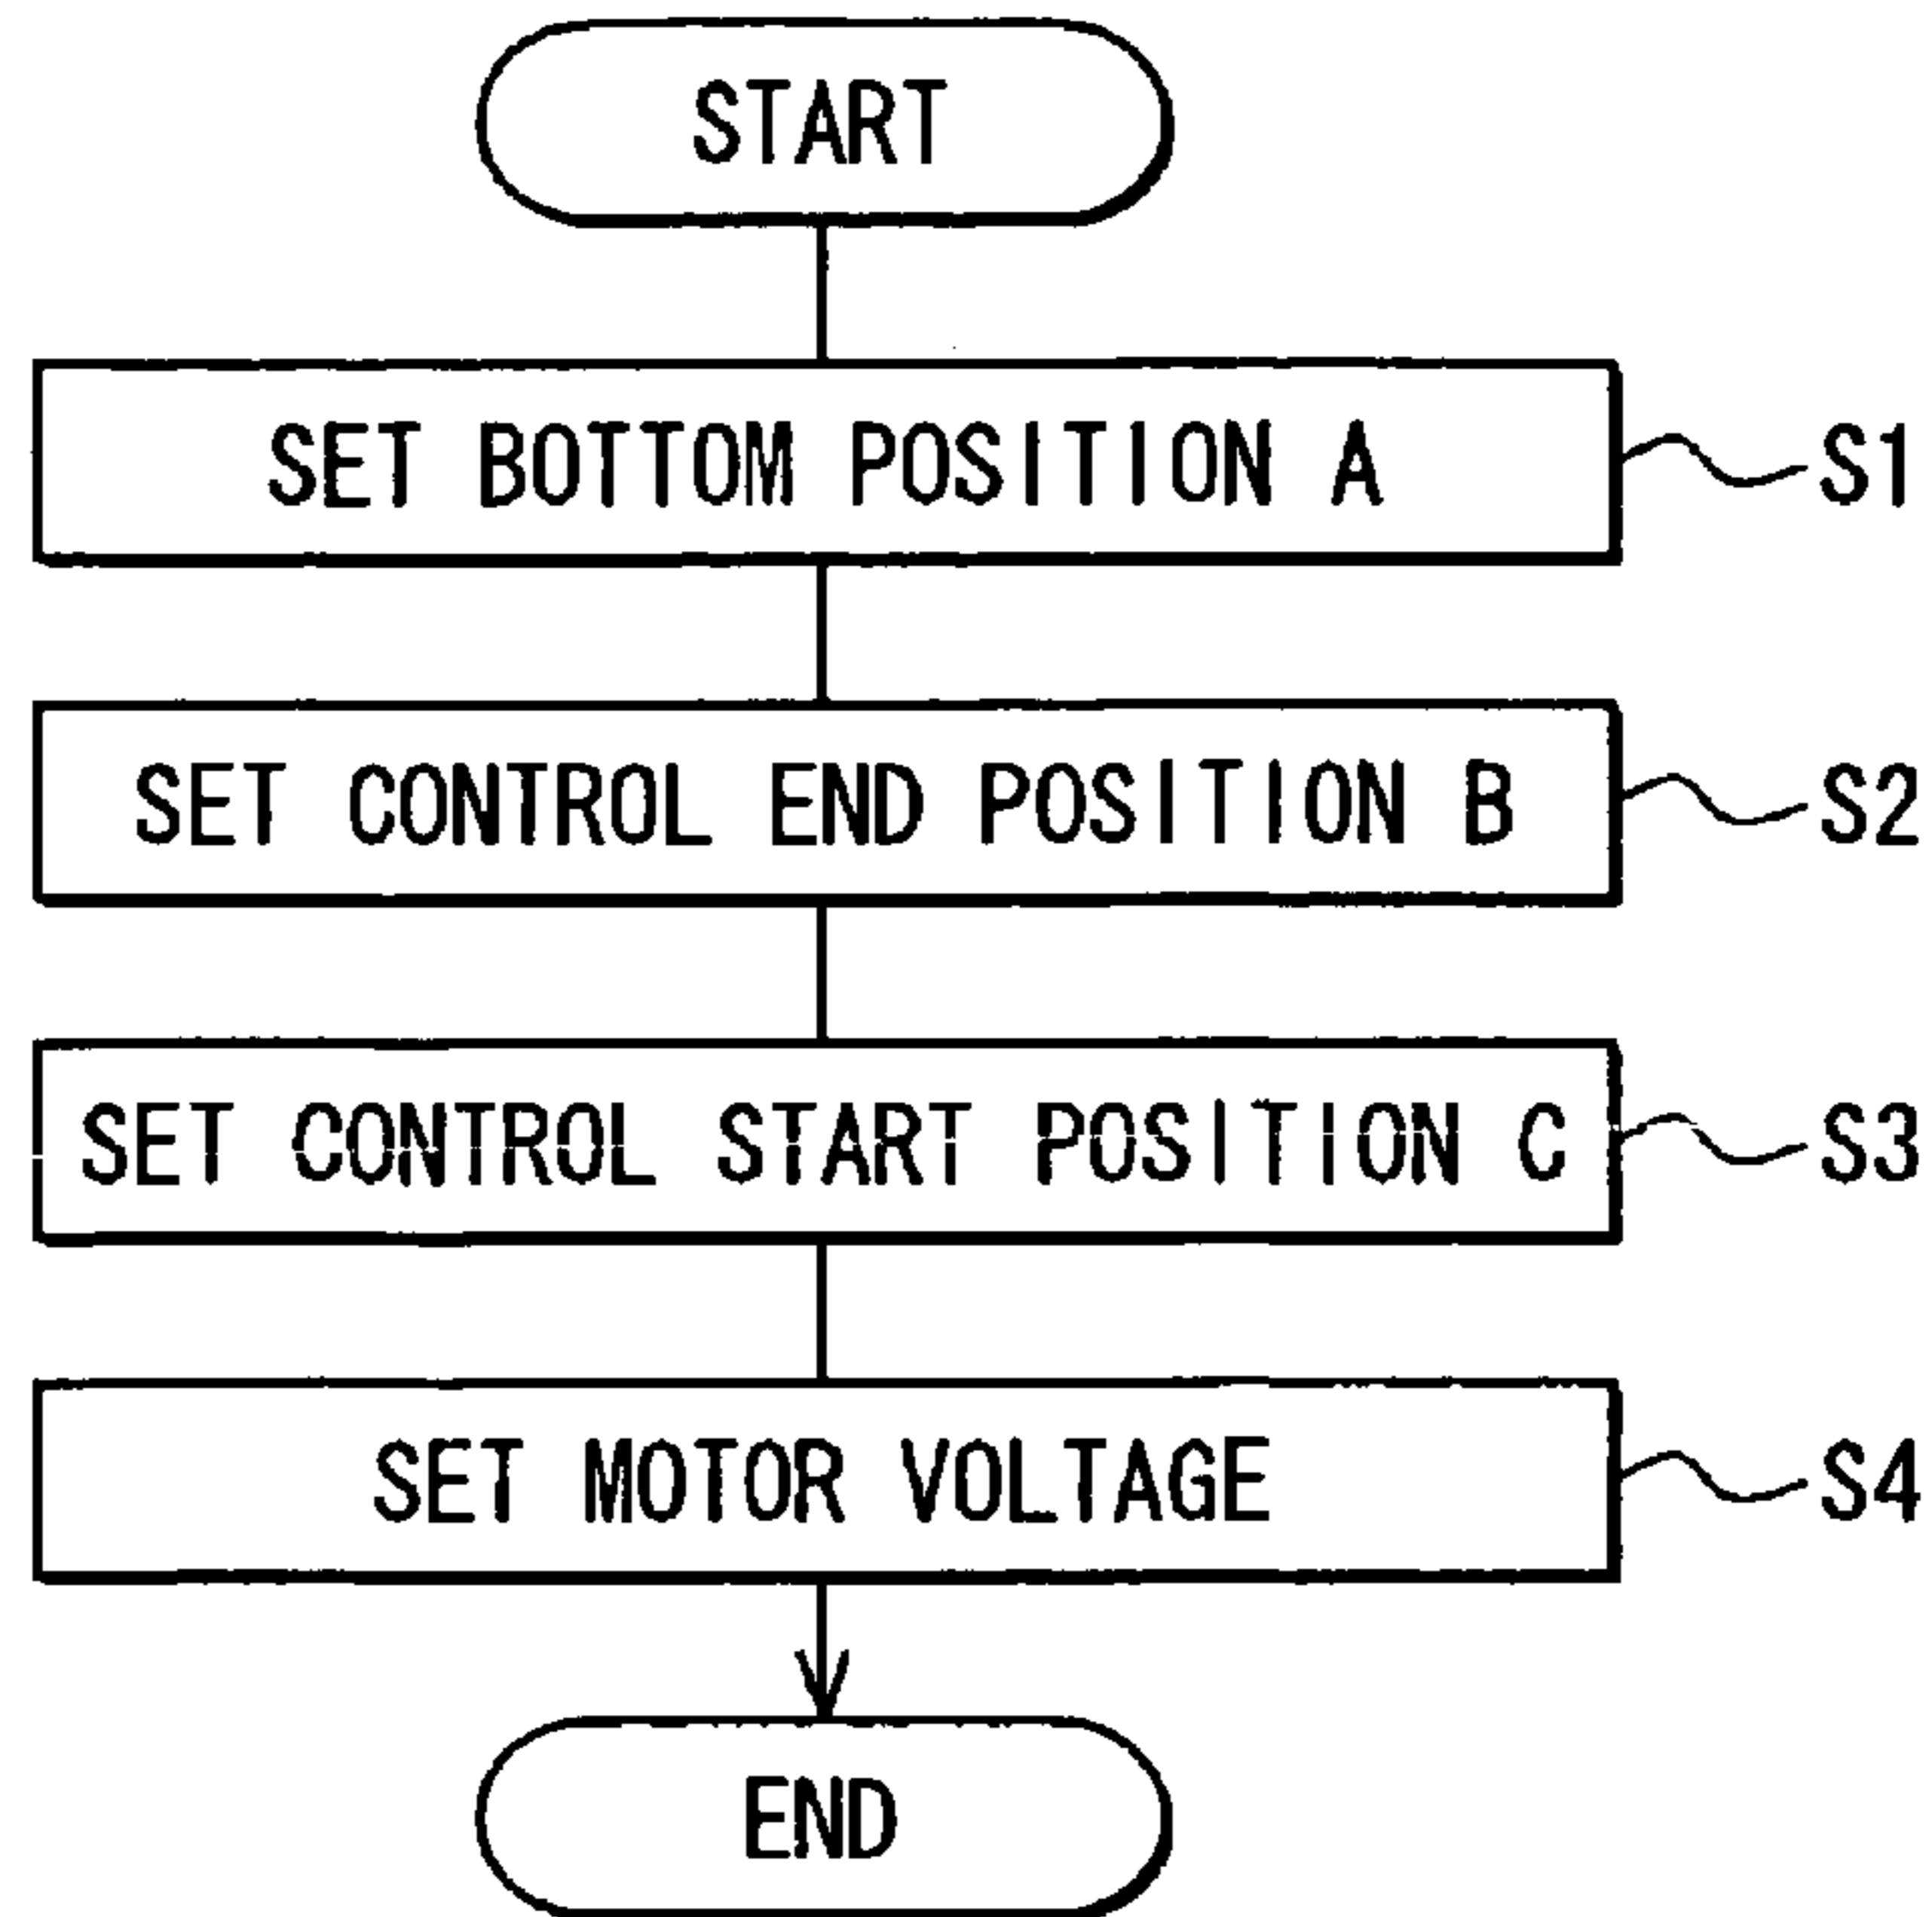 START
SET BOTTOM POSITION A S1
SET CONTROL END POSITION B S2
SET CONTROL START POSITION C S3
SET MOTOR VOLTAGE S4
END